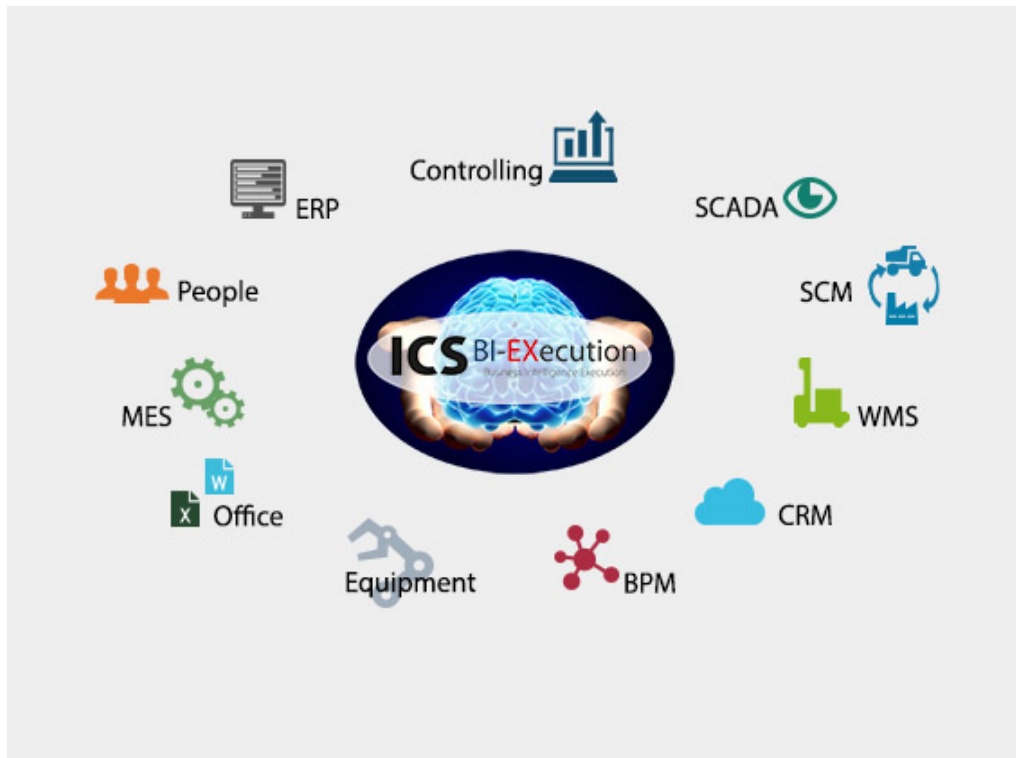 Controlling
ERP
SCADA
People
SCM
ICS BI-EXecution
Business Intelligence Execution
MES
WMS
W
X
Office
CRM
Equipment
BPM